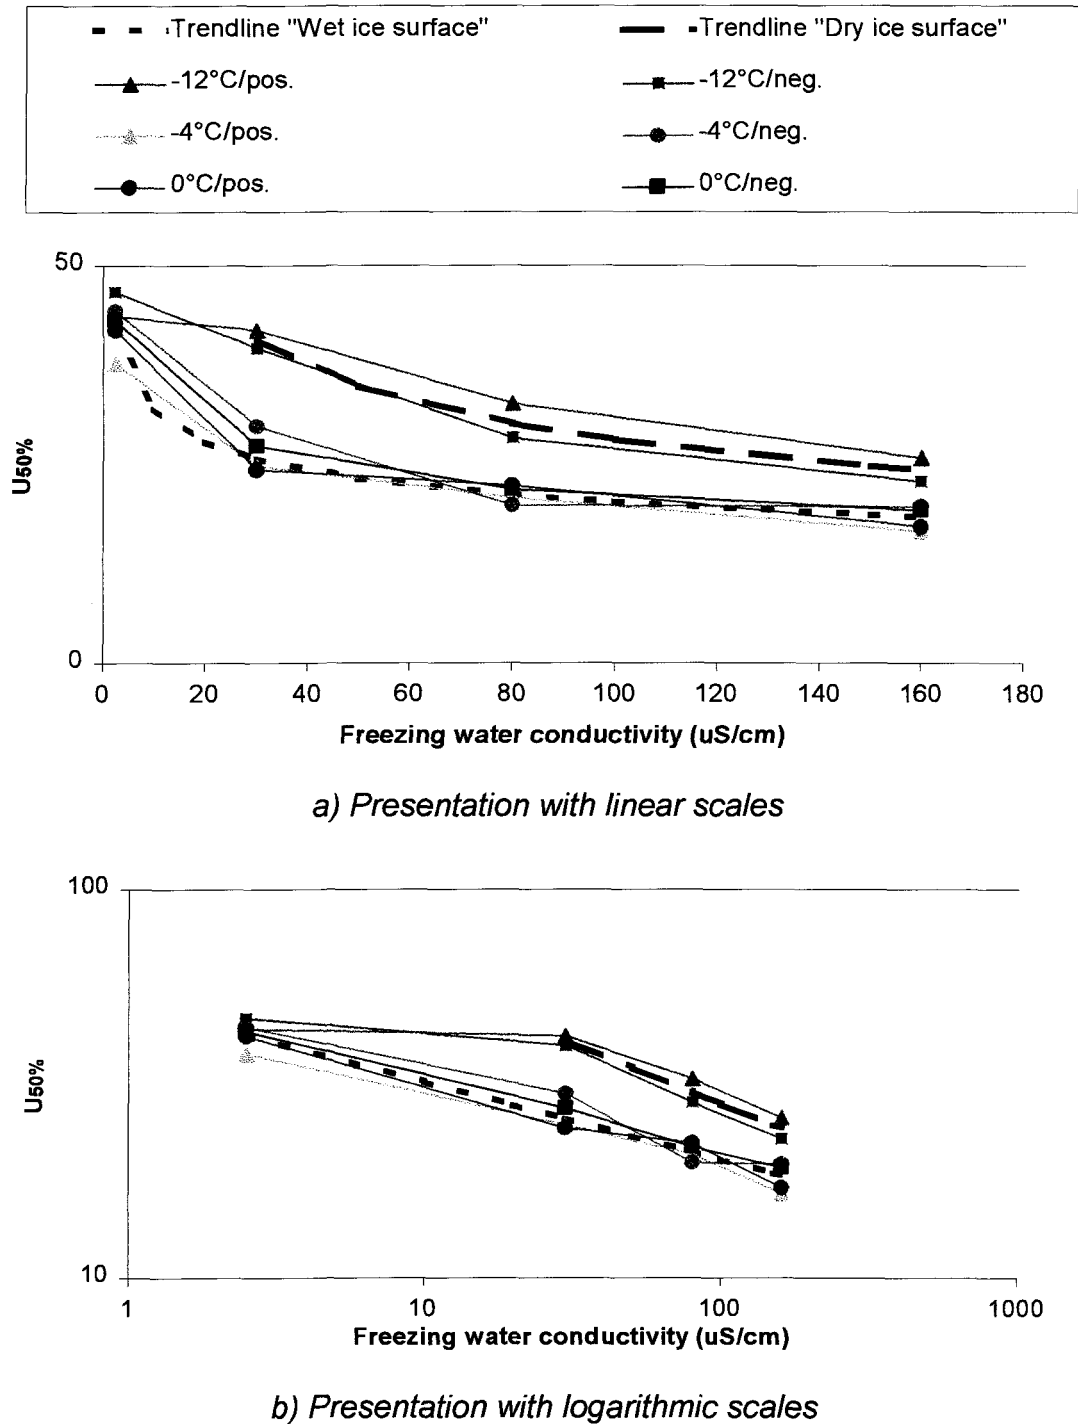 Trendline "Wet ice surface" Trendline "Dry ice surface"
-12°C/pos. -12°C/neg.
-4°C/pos. -4°C/neg.
0°C/pos. 0°C/neg.
50
U50%
0
0 20 40 60 80 100 120 140 160 180
Freezing water conductivity (uS/cm)
a) Presentation with linear scales
100
U50%
10
1 10 100 1000
Freezing water conductivity (uS/cm)
b) Presentation with logarithmic scales